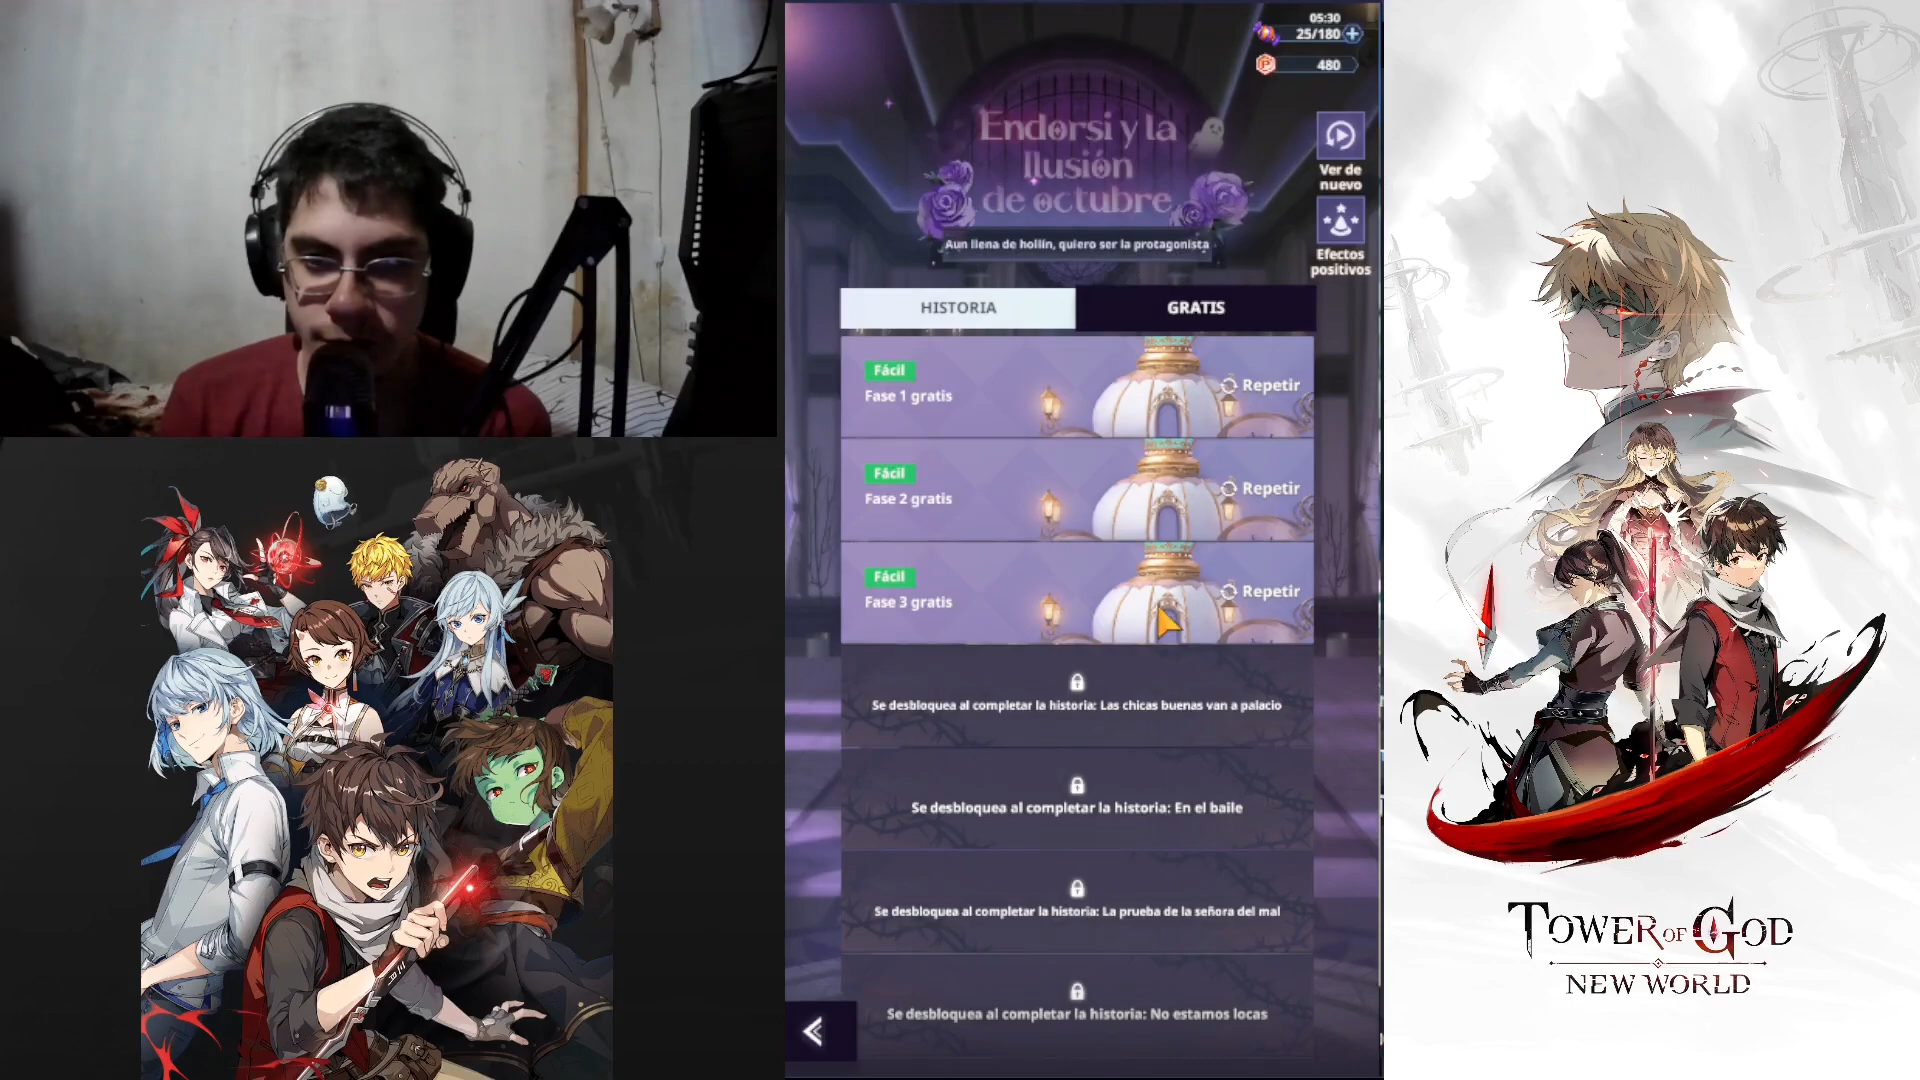 05:30
25/180
480
Endorsi y la
Ilusión
de octubre
Aun llena de hollín, quiero ser la protagonista
Ver de
nuevo
Efectos
positivos
HISTORIA
GRATIS
Fácil
Fase 1 gratis
Repetir
Fácil
Fase 2 gratis
Repetir
Fácil
Fase 3 gratis
Repetir
Se desbloquea al completar la historia: Las chicas buenas van a palacio
Se desbloquea al completar la historia: En el baile
Se desbloquea al completar la historia: La prueba de la señora del mal
Se desbloquea al completar la historia: No estamos locas
TOWER OF GOD
NEW WORLD